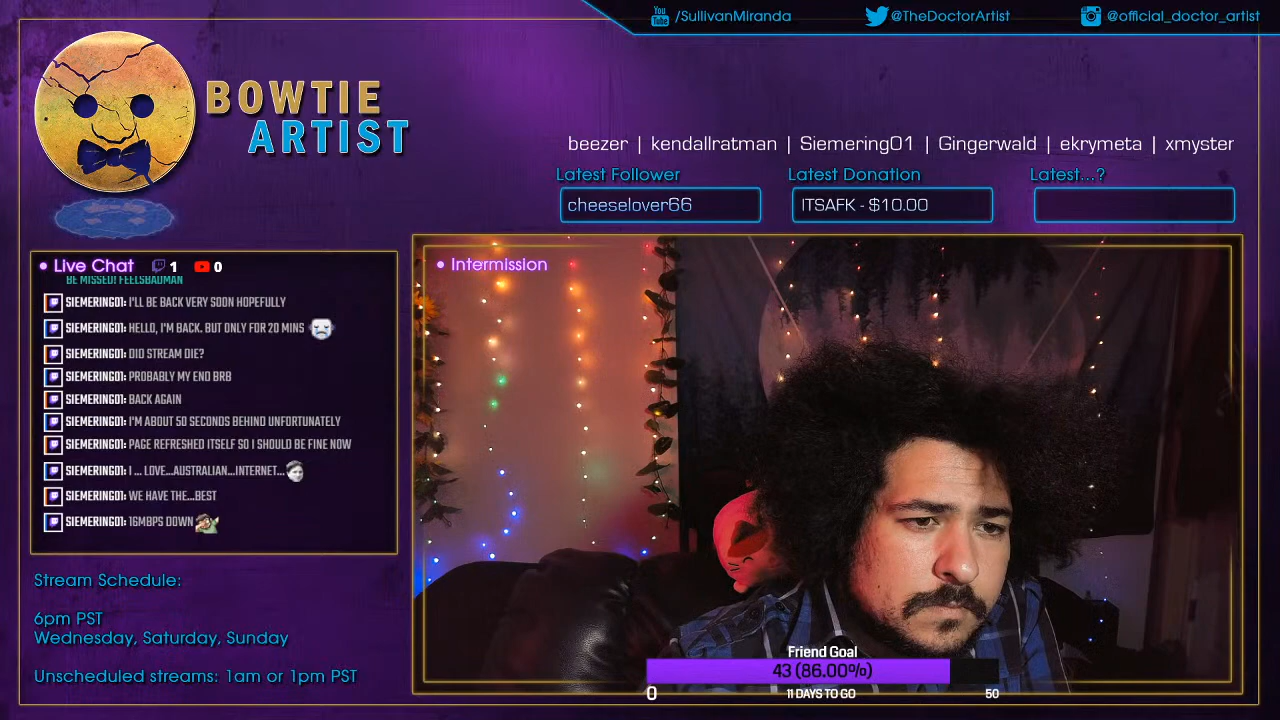 You Tube /SullivanMiranda
@TheDoctorArtist
@official_doctor_artist
BOWTIE
ARTIST
beezer | kendallratman | Siemering01 | Gingerwald | ekrymeta | xmyster
Latest Follower
Latest Donation
Latest...?
cheeselover66
ITSAFK - $10.00
• Live Chat 1 0
BE MISSED! FEELSBADMAN
SIEMERING01: I'LL BE BACK VERY SOON HOPEFULLY
SIEMERING01: HELLO, I'M BACK. BUT ONLY FOR 20 MINS
SIEMERING01: DID STREAM DIE?
SIEMERING01: PROBABLY MY END BRB
SIEMERING01: BACK AGAIN
SIEMERING01: I'M ABOUT 50 SECONDS BEHIND UNFORTUNATELY
SIEMERING01: PAGE REFRESHED ITSELF SO I SHOULD BE FINE NOW
SIEMERING01: I ... LOVE...AUSTRALIAN...INTERNET...
SIEMERING01: WE HAVE THE...BEST
SIEMERING01: 16MBPS DOWN
Stream Schedule:
6pm PST
Wednesday, Saturday, Sunday
Unscheduled streams: 1am or 1pm PST
• Intermission
Friend Goal
43 (86.00%)
0 11 DAYS TO GO 50